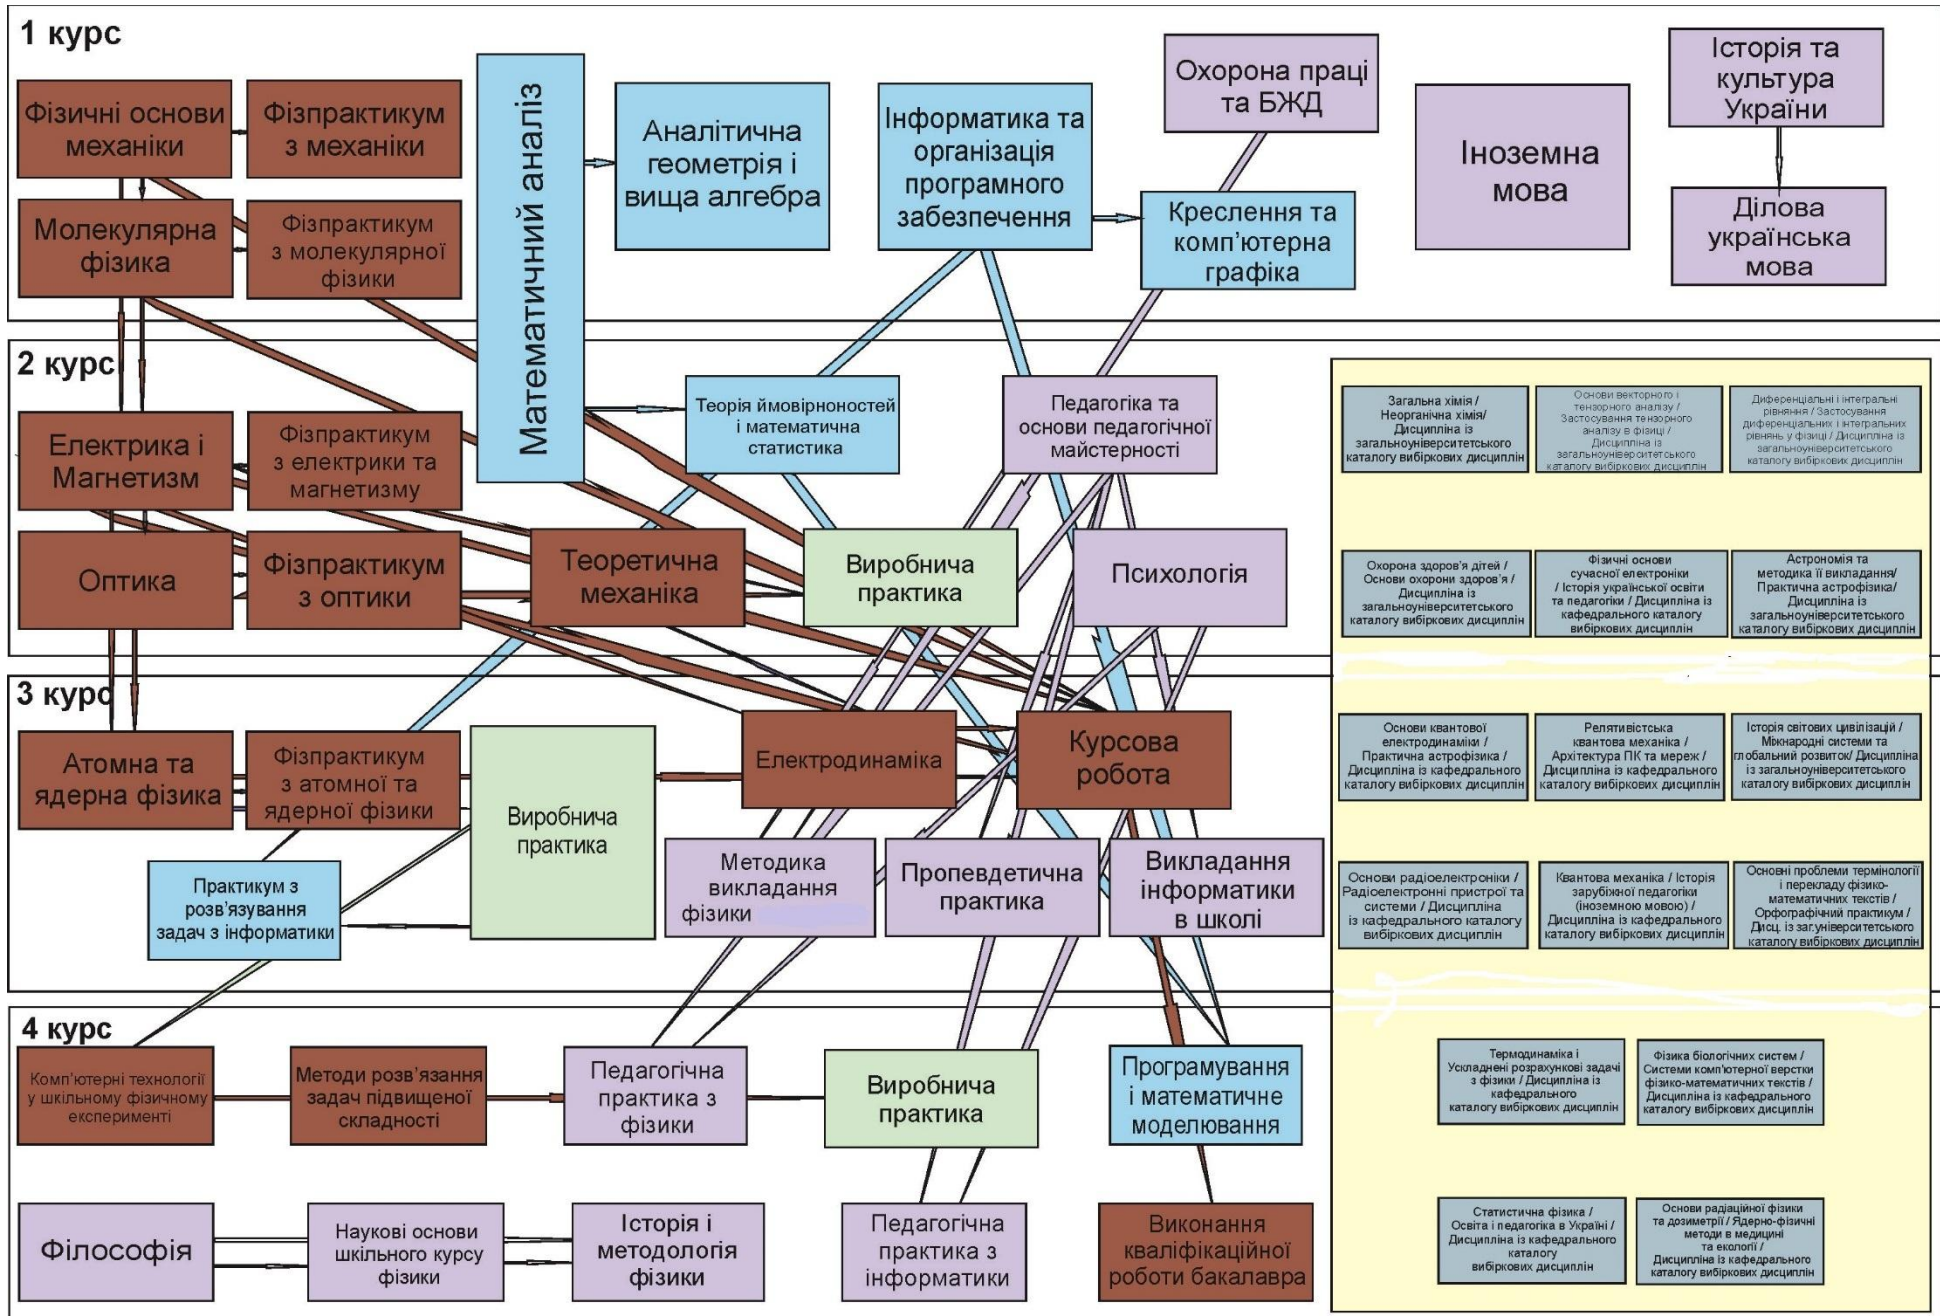 1 курс
Фізичні основи
механіки
Фізпрактикум
з механіки
Молекулярна
фізика
Фізпрактикум
з молекулярної
фізики
Математичний аналіз
Аналітична
геометрія і
вища алгебра
Інформатика та
організація
програмного
забезпечення
Охорона праці
та БЖД
Креслення та
комп'ютерна
графіка
Іноземна
мова
Історія та
культура
України
Ділова
українська
мова
2 курс
Електрика і
Магнетизм
Фізпрактикум
з електрики та
магнетизму
Теорія ймовірноностей
і математична
статистика
Педагогіка та
основи педагогічної
майстерності
Оптика
Фізпрактикум
з оптики
Теоретична
механіка
Виробнича
практика
Психологія
Загальна хімія /
Неорганічна хімія/
Дисципліна із
загальноуніверситетського
каталогу вибіркових дисциплін
Основи векторного і
тензорного аналізу /
Застосування тензорного
аналізу в фізиці /
Дисципліна із
загальноуніверситетського
каталогу вибіркових дисциплін
Диференціальні і інтегральні
рівняння / Застосування
диференціальних і інтегральних
рівнянь у фізиці / Дисципліна із
загальноуніверситетського
каталогу вибіркових дисциплін
Охорона здоров'я дітей /
Основи охорони здоров'я /
Дисципліна із
загальноуніверситетського
каталогу вибіркових дисциплін
Фізичні основи
сучасної електроніки
/ Історія української освіти
та педагогіки / Дисципліна із
кафедрального каталогу
вибіркових дисциплін
Астрономія та
методика її викладання/
Практична астрофізика/
Дисципліна із
загальноуніверситетського
каталогу вибіркових дисциплін
3 курс
Атомна та
ядерна фізика
Фізпрактикум
з атомної та
ядерної фізики
Виробнича
практика
Електродинаміка
Курсова
робота
Практикум з
розв'язування
задач з інформатики
Методика
викладання
фізики
Пропевдетична
практика
Викладання
інформатики
в школі
Основи квантової
електродинаміки /
Практична астрофізика/
Дисципліна із кафедрального
каталогу вибіркових дисциплін
Релятивістська
квантова механіка /
Архітектура ПК та мереж /
Дисципліна із кафедрального
каталогу вибіркових дисциплін
Історія світових цивілізацій /
Міжнародні системи та
глобальний розвиток/ Дисципліна
із загальноуніверситетського
каталогу вибіркових дисциплін
Основи радіоелектроніки /
Радіоелектронні пристрої та
системи / Дисципліна
із кафедрального каталогу
вибіркових дисциплін
Квантова механіка / Історія
зарубіжної педагогіки
(іноземною мовою) /
Дисципліна із кафедрального
каталогу вибіркових дисциплін
Основні проблеми термінології
і перекладу фізико-
математичних текстів /
Орфографічний практикум /
Дисц. із заг.університетського
каталогу вибіркових дисциплін
4 курс
Комп'ютерні технології
у шкільному фізичному
експерименті
Методи розв'язання
задач підвищеної
складності
Педагогічна
практика з
фізики
Виробнича
практика
Програмування
і математичне
моделювання
Філософія
Наукові основи
шкільного курсу
фізики
Історія і
методологія
фізики
Педагогічна
практика з
інформатики
Виконання
кваліфікаційної
роботи бакалавра
Термодинаміка і
Ускладнені розрахункові задачі
з фізики / Дисципліна із
кафедрального
каталогу вибіркових дисциплін
Фізика біологічних систем /
Системи комп'ютерної верстки
фізико-математичних текстів /
Дисципліна із кафедрального
каталогу вибіркових дисциплін
Статистична фізика /
Освіта і педагогіка в Україні /
Дисципліна із кафедрального
каталогу
вибіркових дисциплін
Основи радіаційної фізики
та дозиметрії / Ядерно-фізичні
методи в медицині
та екології /
Дисципліна із кафедрального
каталогу вибіркових дисциплін